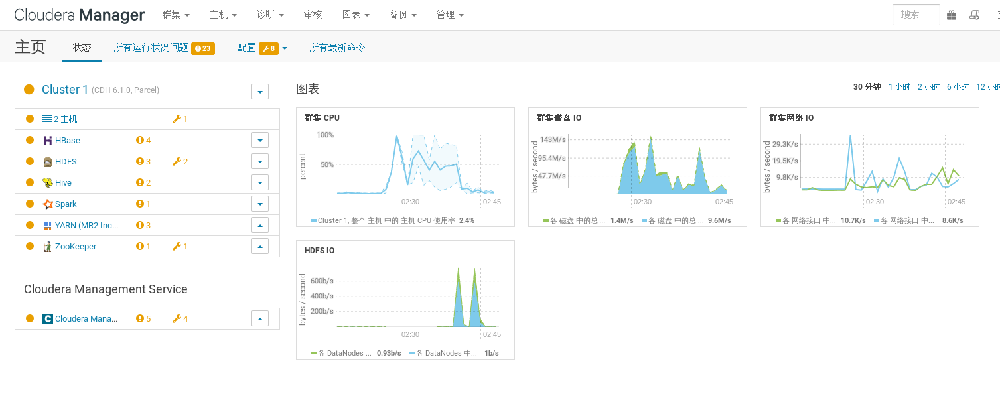 Cloudera Manager 群集 主机 诊断 审核 图表 备份 管理 搜索
主页 状态 所有运行状况问题 23 配置 8 所有最新命令
Cluster 1 (CDH 6.1.0, Parcel)
2 主机 1
HBase 4
HDFS 3 2
Hive 2
Spark 1
YARN (MR2 Inc... 3
ZooKeeper 1 1
Cloudera Management Service
Cloudera Mana... 5 4
图表
30 分钟 1 小时 2 小时 6 小时 12 小时
群集 CPU
percent
100%
50%
02:30 02:45
Cluster 1, 整个 主机 中的 主机 CPU 使用率 2.4%
群集磁盘 IO
bytes / second
143M/s
95.4M/s
47.7M/s
02:30 02:45
各 磁盘 中的总 ... 1.4M/s 各 磁盘 中的总 ... 9.6M/s
群集网络 IO
bytes / second
29.3K/s
19.5K/s
9.8K/s
02:30 02:45
各 网络接口 中... 10.7K/s 各 网络接口 中... 8.6K/s
HDFS IO
bytes / second
600b/s
400b/s
200b/s
02:30 02:45
各 DataNodes ... 0.93b/s 各 DataNodes 中... 1b/s